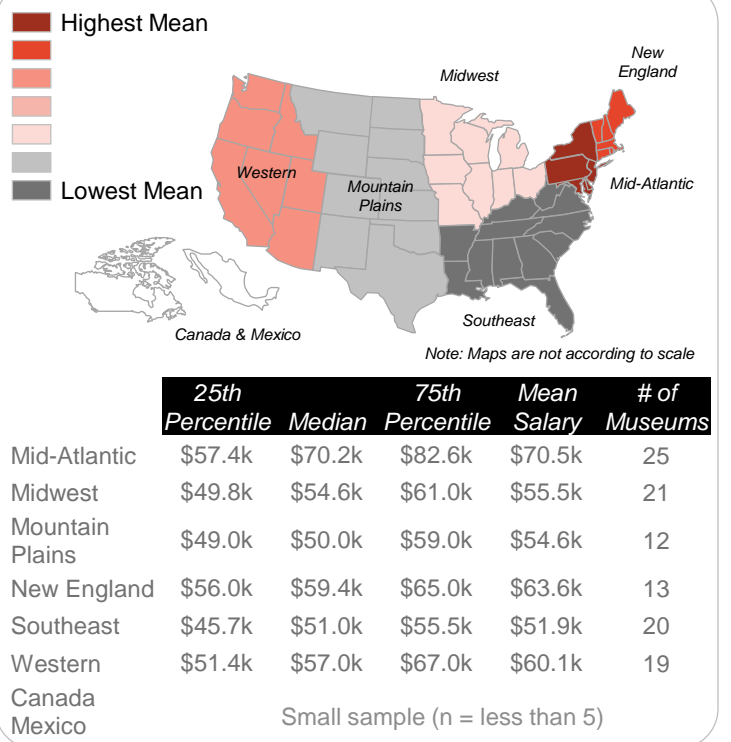 Highest Mean
Lowest Mean
New
England
Midwest
Western
Mountain
Plains
Mid-Atlantic
Southeast
Canada & Mexico
Note: Maps are not according to scale
25th Percentile Median 75th Percentile Mean Salary # of Museums
Mid-Atlantic $57.4k $70.2k $82.6k $70.5k 25
Midwest $49.8k $54.6k $61.0k $55.5k 21
Mountain Plains $49.0k $50.0k $59.0k $54.6k 12
New England $56.0k $59.4k $65.0k $63.6k 13
Southeast $45.7k $51.0k $55.5k $51.9k 20
Western $51.4k $57.0k $67.0k $60.1k 19
Canada
Mexico Small sample (n = less than 5)